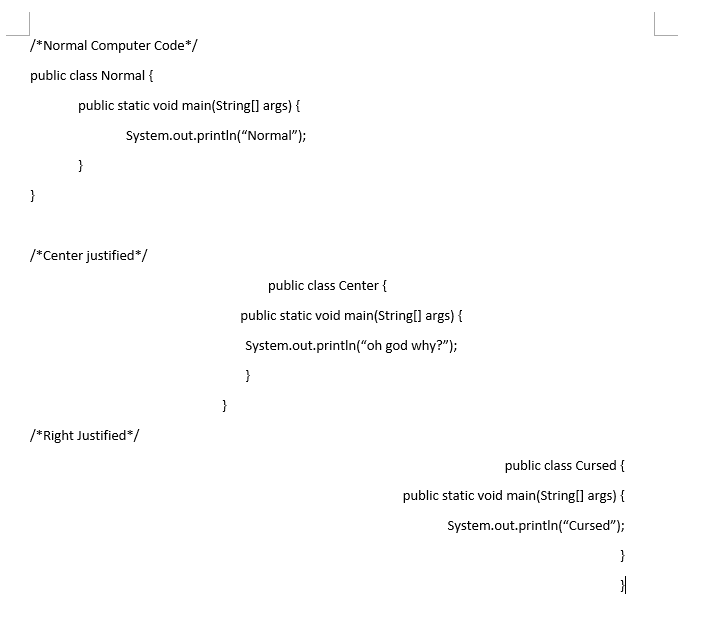 /*Normal Computer Code*/
public class Normal {
public static void main(String[] args) {
System.out.println(“Normal”);
}
}
/*Center justified*/
public class Center {
public static void main(String[] args) {
System.out.println(“oh god why?”);
}
}
/*Right Justified*/
public class Cursed {
public static void main(String[] args) {
System.out.println(“Cursed”);
}
}